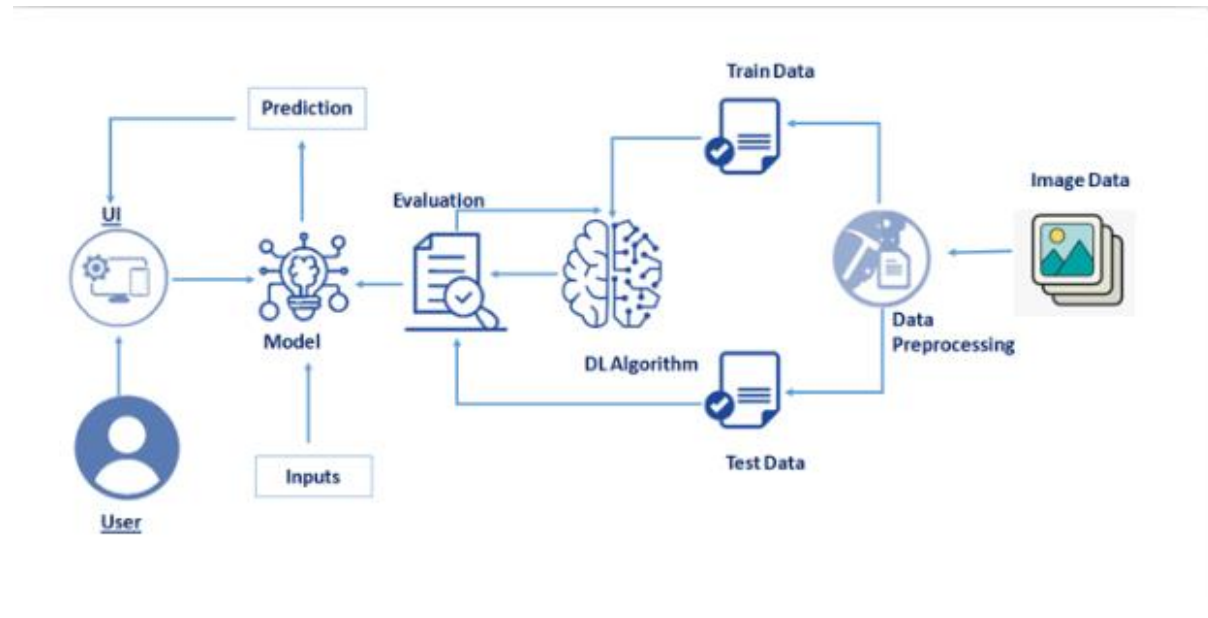 Train Data
Prediction
Image Data
Evaluation
UI
Data
Preprocessing
Model
DL Algorithm
Test Data
Inputs
User